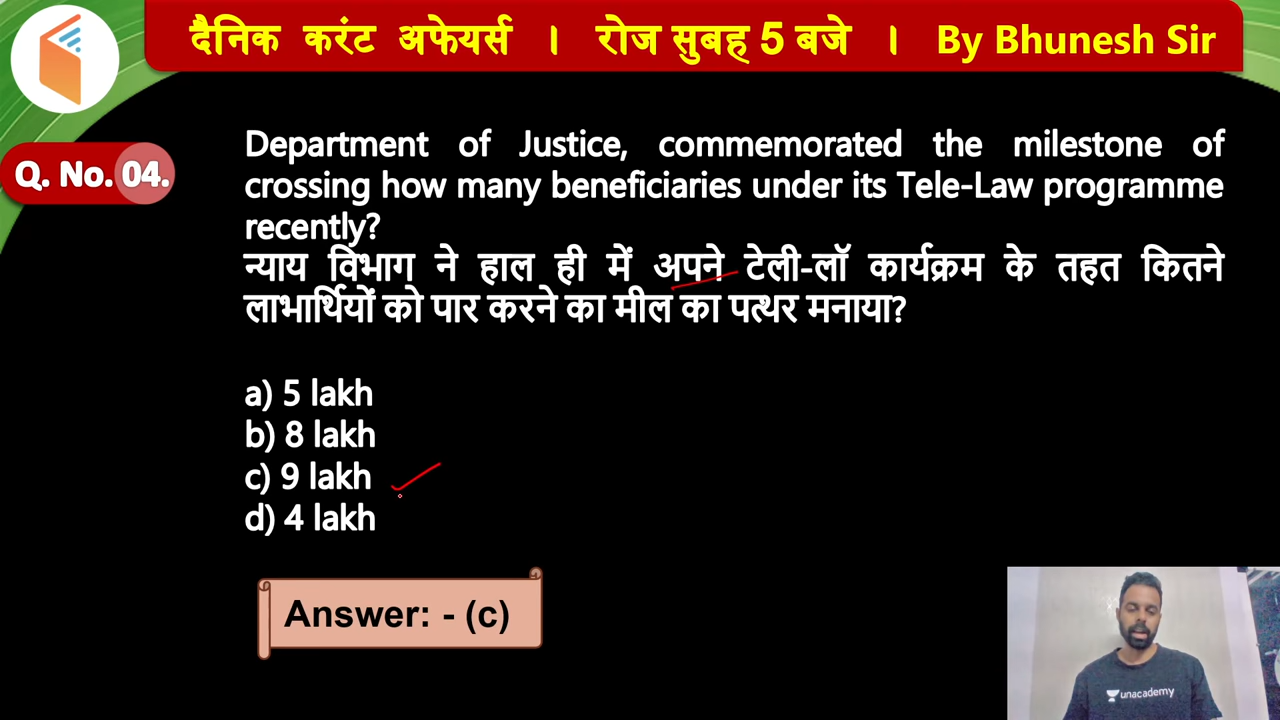 दैनिक करंट अफेयर्स । रोज सुबह 5 बजे । By Bhunesh Sir
Q. No. 04.
Department of Justice, commemorated the milestone of
crossing how many beneficiaries under its Tele-Law programme
recently?
न्याय विभाग ने हाल ही में अपने टेली-लॉ कार्यक्रम के तहत कितने
लाभार्थियों को पार करने का मील का पत्थर मनाया?
a) 5 lakh
b) 8 lakh
c) 9 lakh
d) 4 lakh
Answer: - (c)
unacademy